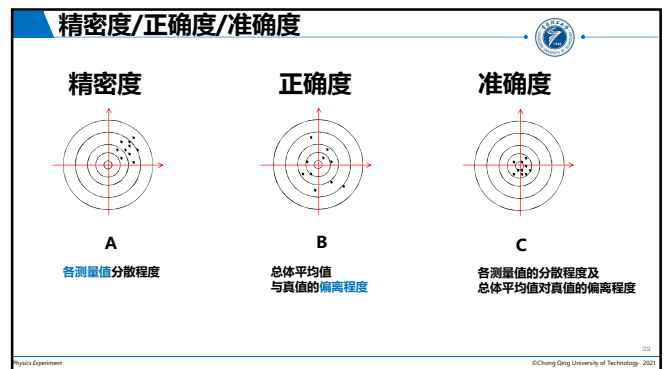 精密度/正确度/准确度
精密度
正确度
准确度
A
B
C
各测量值分散程度
总体平均值
与真值的偏离程度
各测量值的分散程度及
总体平均值对真值的偏离程度
22
Physics Experiment
©Chong Qing University of Technology 2021